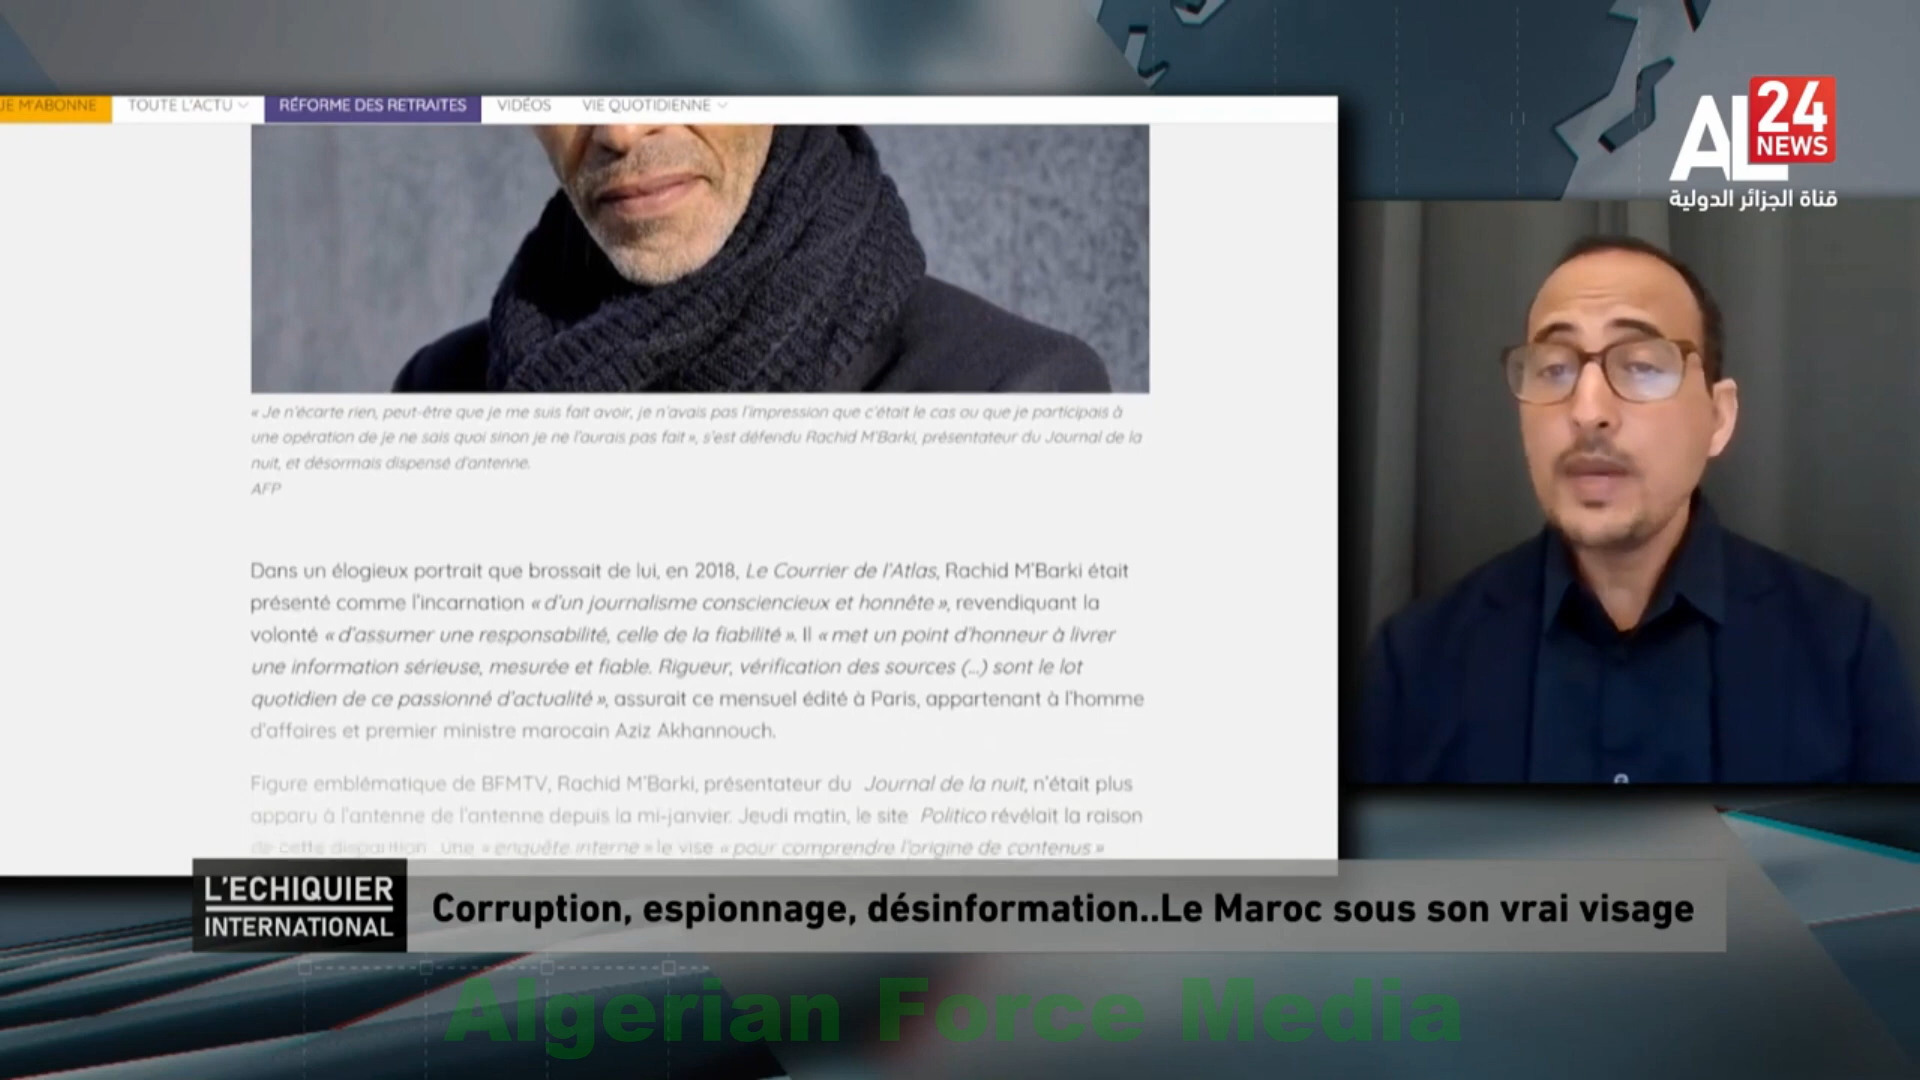 JE M'ABONNE TOUTE L'ACTU RÉFORME DES RETRAITES VIDÉOS VIE QUOTIDIENNE
AL 24 NEWS
قناة الجزائر الدولية
« Je n'écarte rien, peut-être que je me suis fait avoir, je n'avais pas l'impression que c'était le cas ou que je participais à
une opération de je ne sais quoi sinon je ne l'aurais pas fait », s'est défendu Rachid M'Barki, présentateur du Journal de la
nuit, et désormais dispensé d'antenne.
AFP
Dans un élogieux portrait que brossait de lui, en 2018, Le Courrier de l'Atlas, Rachid M'Barki était
présenté comme l'incarnation « d'un journalisme consciencieux et honnête », revendiquant la
volonté « d'assumer une responsabilité, celle de la fiabilité ». Il « met un point d'honneur à livrer
une information sérieuse, mesurée et fiable. Rigueur, vérification des sources (...) sont le lot
quotidien de ce passionné d'actualité », assurait ce mensuel édité à Paris, appartenant à l'homme
d'affaires et premier ministre marocain Aziz Akhannouch.
Figure emblématique de BFMTV, Rachid M'Barki, présentateur du Journal de la nuit, n'était plus
apparu à l'antenne de l'antenne depuis la mi-janvier. Jeudi matin, le site Politico révélait la raison
de cette disparition : une « enquête interne » le vise « pour comprendre l'origine de contenus »
L'ECHIQUIER
INTERNATIONAL
Corruption, espionnage, désinformation..Le Maroc sous son vrai visage
Algerian Force Media